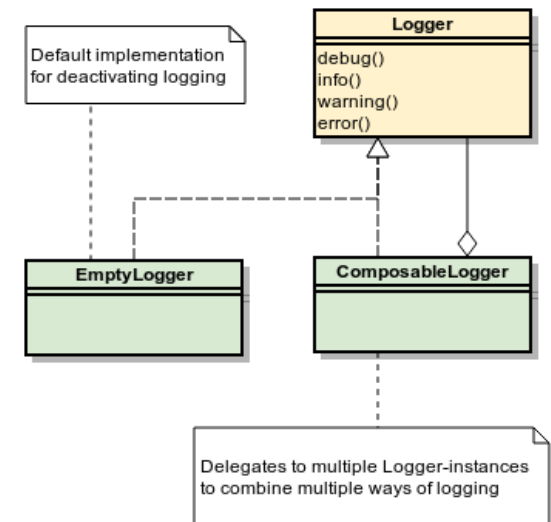 Default implementation
for deactivating logging
Logger
debug()
info()
warning()
error()
EmptyLogger
ComposableLogger
Delegates to multiple Logger-instances
to combine multiple ways of logging